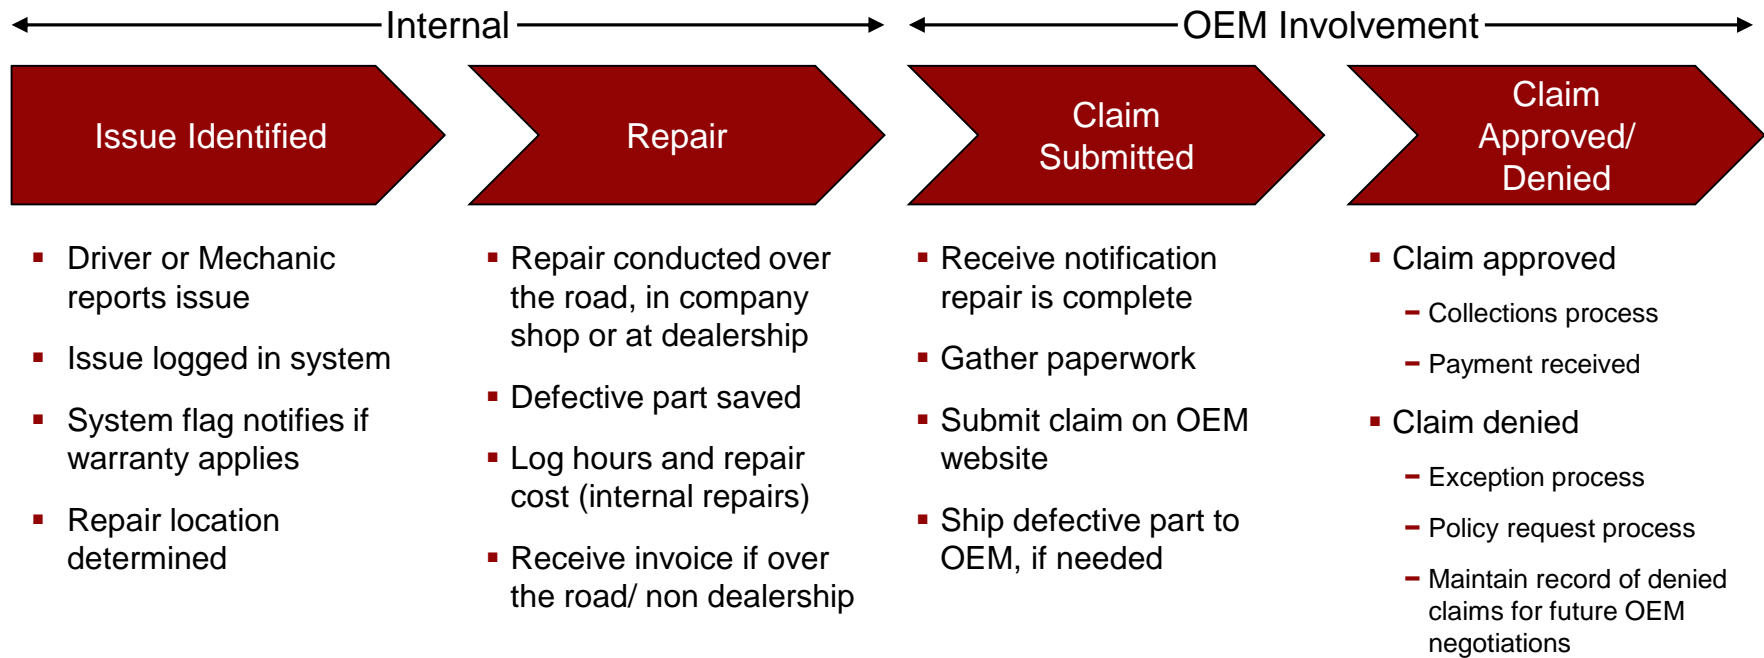 Internal
OEM Involvement
Issue Identified
Repair
Claim
Submitted
Claim
Approved/
Denied
▪ Driver or Mechanic
reports issue
▪ Issue logged in system
▪ System flag notifies if
warranty applies
▪ Repair location
determined
▪ Repair conducted over
the road, in company
shop or at dealership
▪ Defective part saved
▪ Log hours and repair
cost (internal repairs)
▪ Receive invoice if over
the road/ non dealership
▪ Receive notification
repair is complete
▪ Gather paperwork
▪ Submit claim on OEM
website
▪ Ship defective part to
OEM, if needed
▪ Claim approved
– Collections process
– Payment received
▪ Claim denied
– Exception process
– Policy request process
– Maintain record of denied
claims for future OEM
negotiations